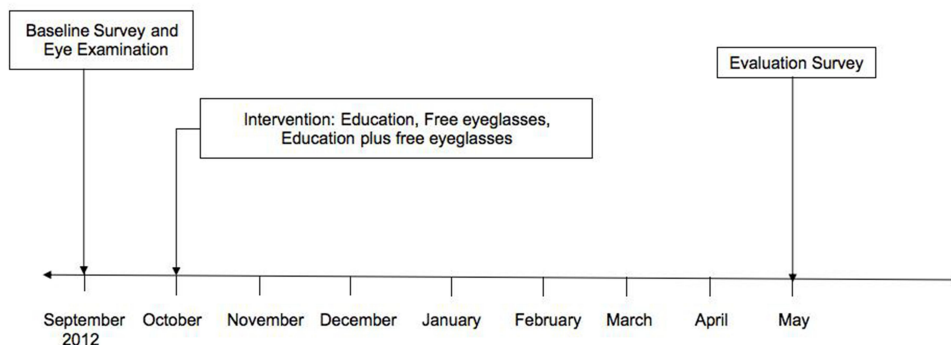 Baseline Survey and
Eye Examination
Evaluation Survey
Intervention: Education, Free eyeglasses,
Education plus free eyeglasses
September October November December January February March April May
2012